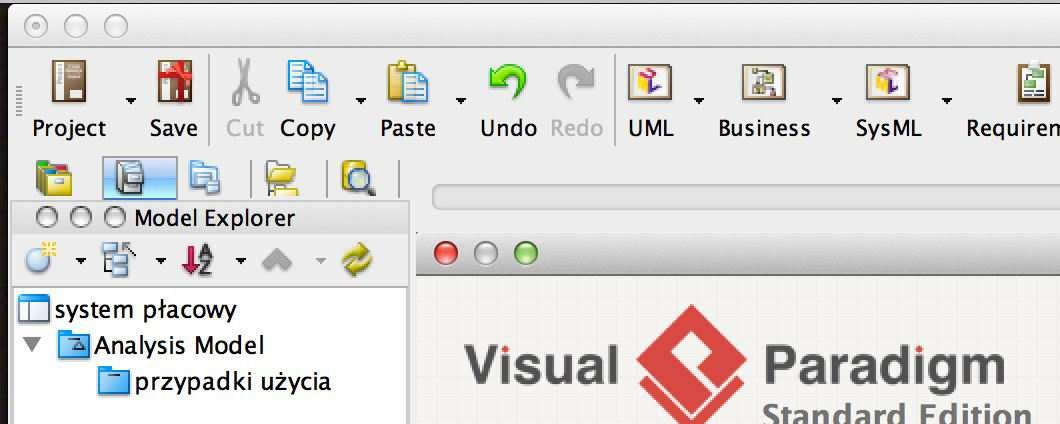 Project Save Cut Copy Paste Undo Redo UML Business SysML Requirem
Model Explorer
system płacowy
Analysis Model
przypadki użycia
Visual Paradigm
Standard Edition